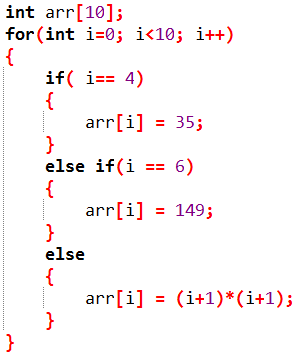 int arr[10];
for(int i=0; i<10; i++)
{
    if( i== 4)
    {
        arr[i] = 35;
    }
    else if(i == 6)
    {
        arr[i] = 149;
    }
    else
    {
        arr[i] = (i+1)*(i+1);
    }
}